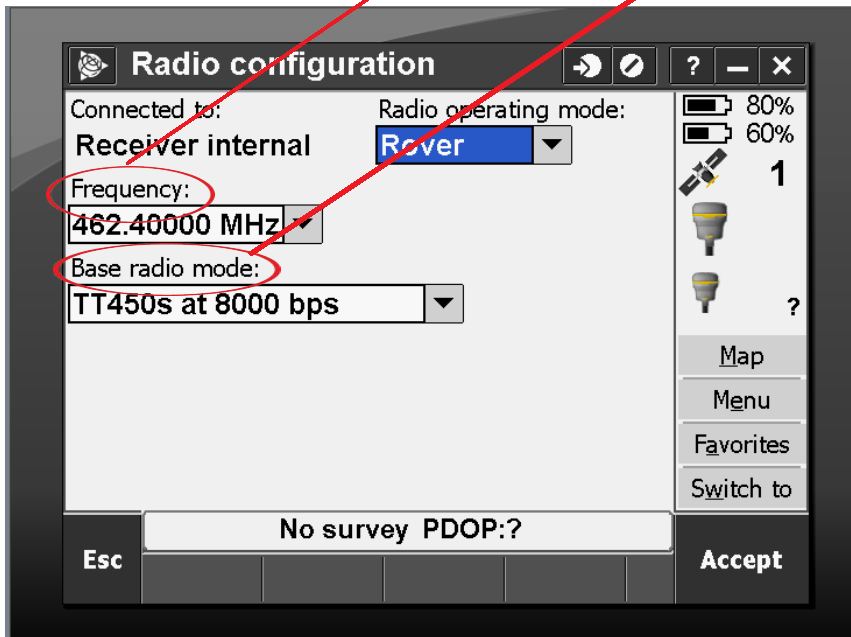 Radio configuration ? — X
Connected to: Radio operating mode: 80%
Receiver internal Rover 60%
1
Frequency:
462.40000 MHz
Base radio mode:
TT450s at 8000 bps ?
Map
Menu
Favorites
Switch to
No survey PDOP:?
Esc Accept